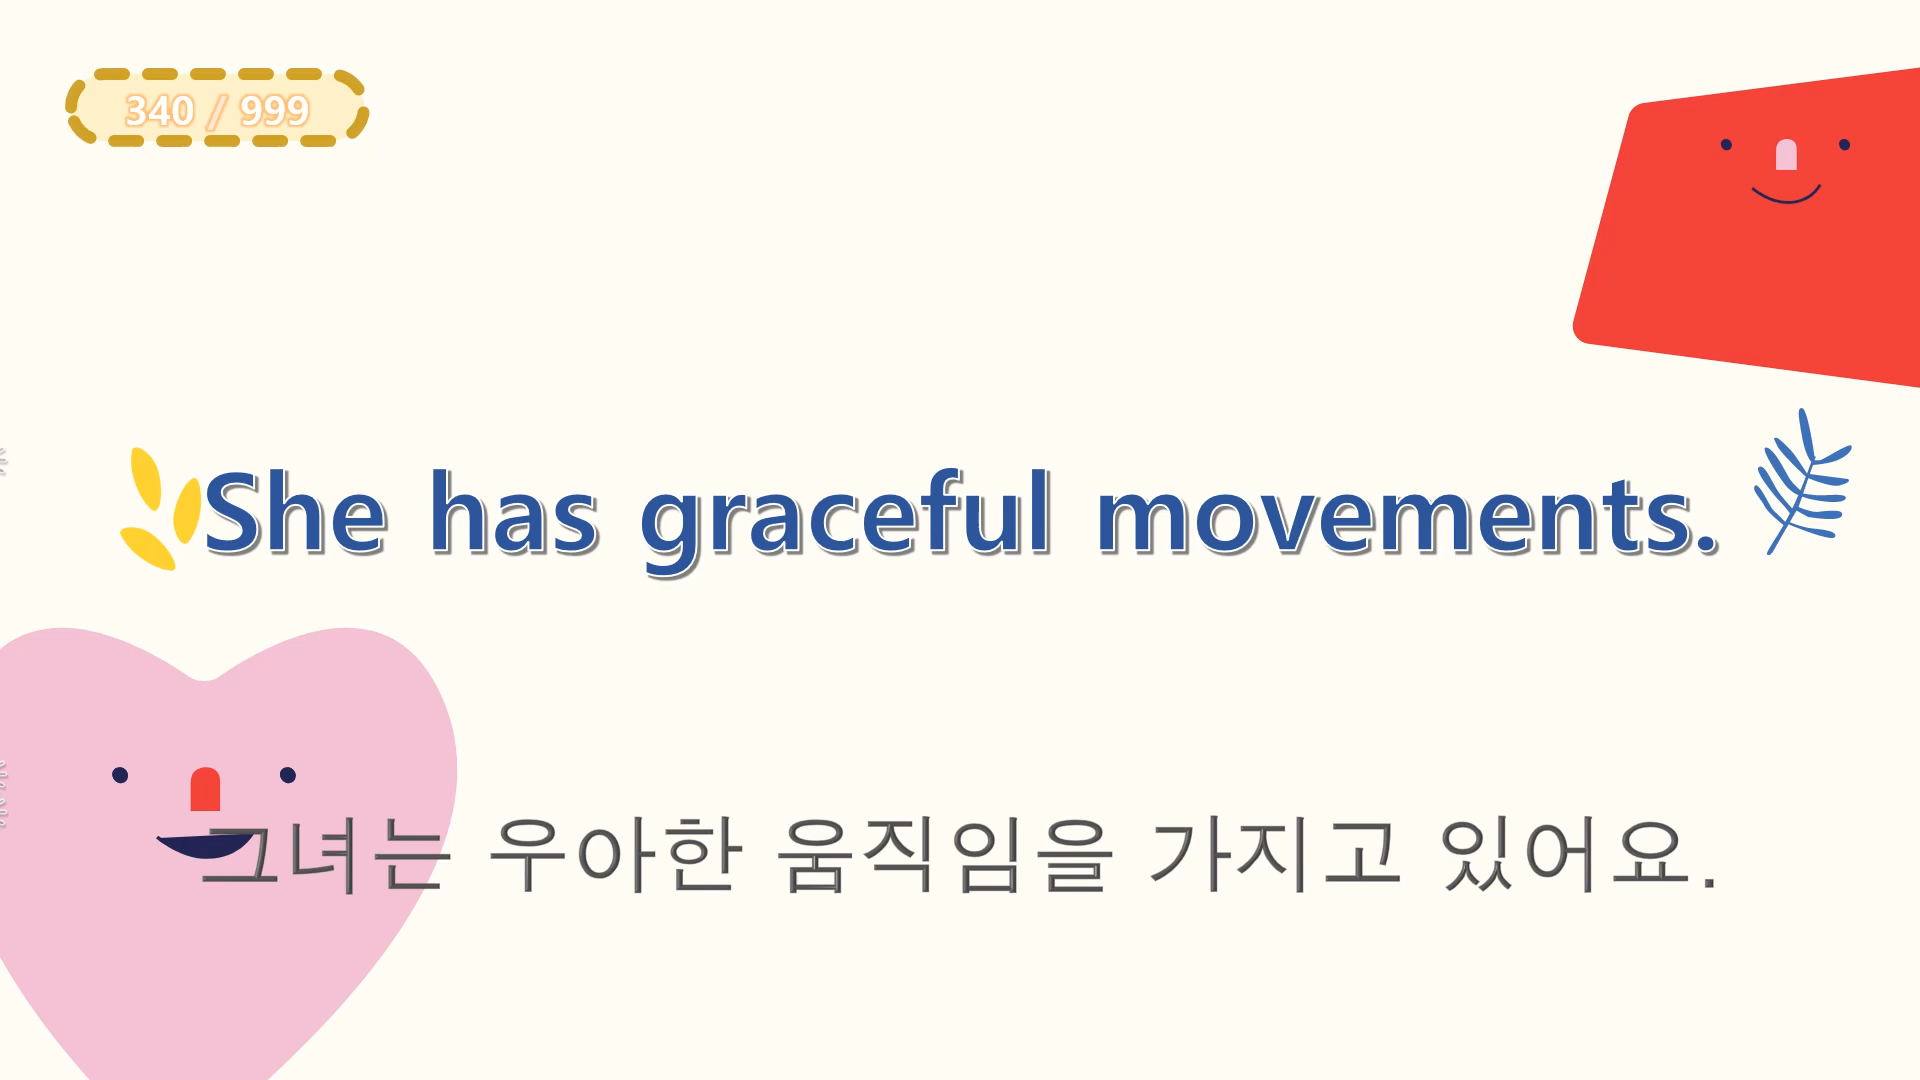 340 / 999
She has graceful movements.
그녀는 우아한 움직임을 가지고 있어요.